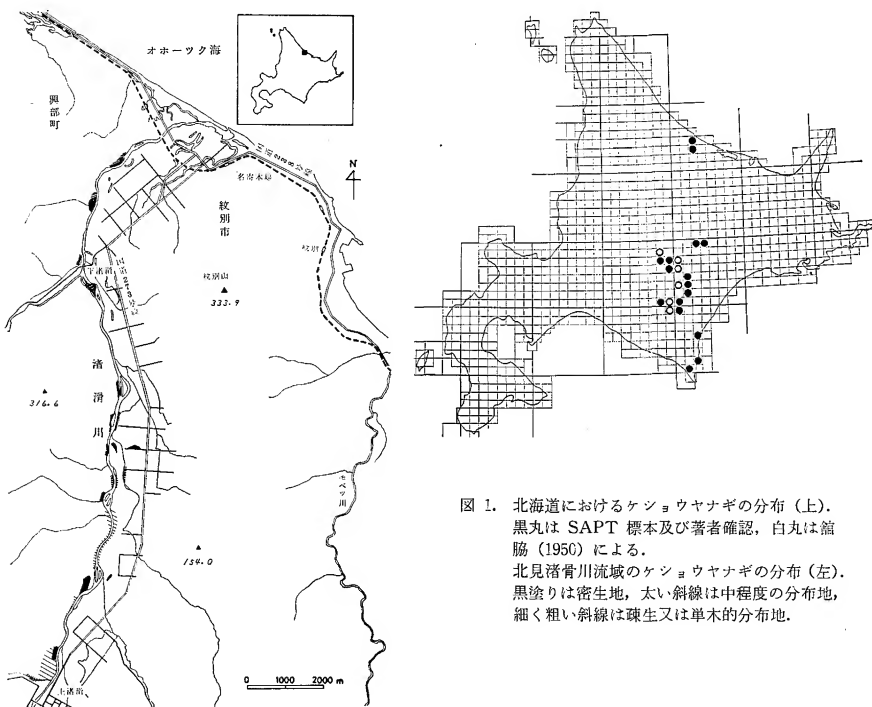 オホーツク海
興部町
国道238号線
N
名寄本線
紋別市
紋別
紋別山
333.9
下渚滑
渚滑川
316.6
モベツ川
154.0
上渚滑
0 1000 2000 m
図 1. 北海道におけるケショウヤナギの分布(上).
黒丸は SAPT 標本及び著者確認, 白丸は舘
脇 (1950) による.
北見渚骨川流域のケショウヤナギの分布(左).
黒塗りは密生地, 太い斜線は中程度の分布地,
細く粗い斜線は疎生又は単木的分布地.